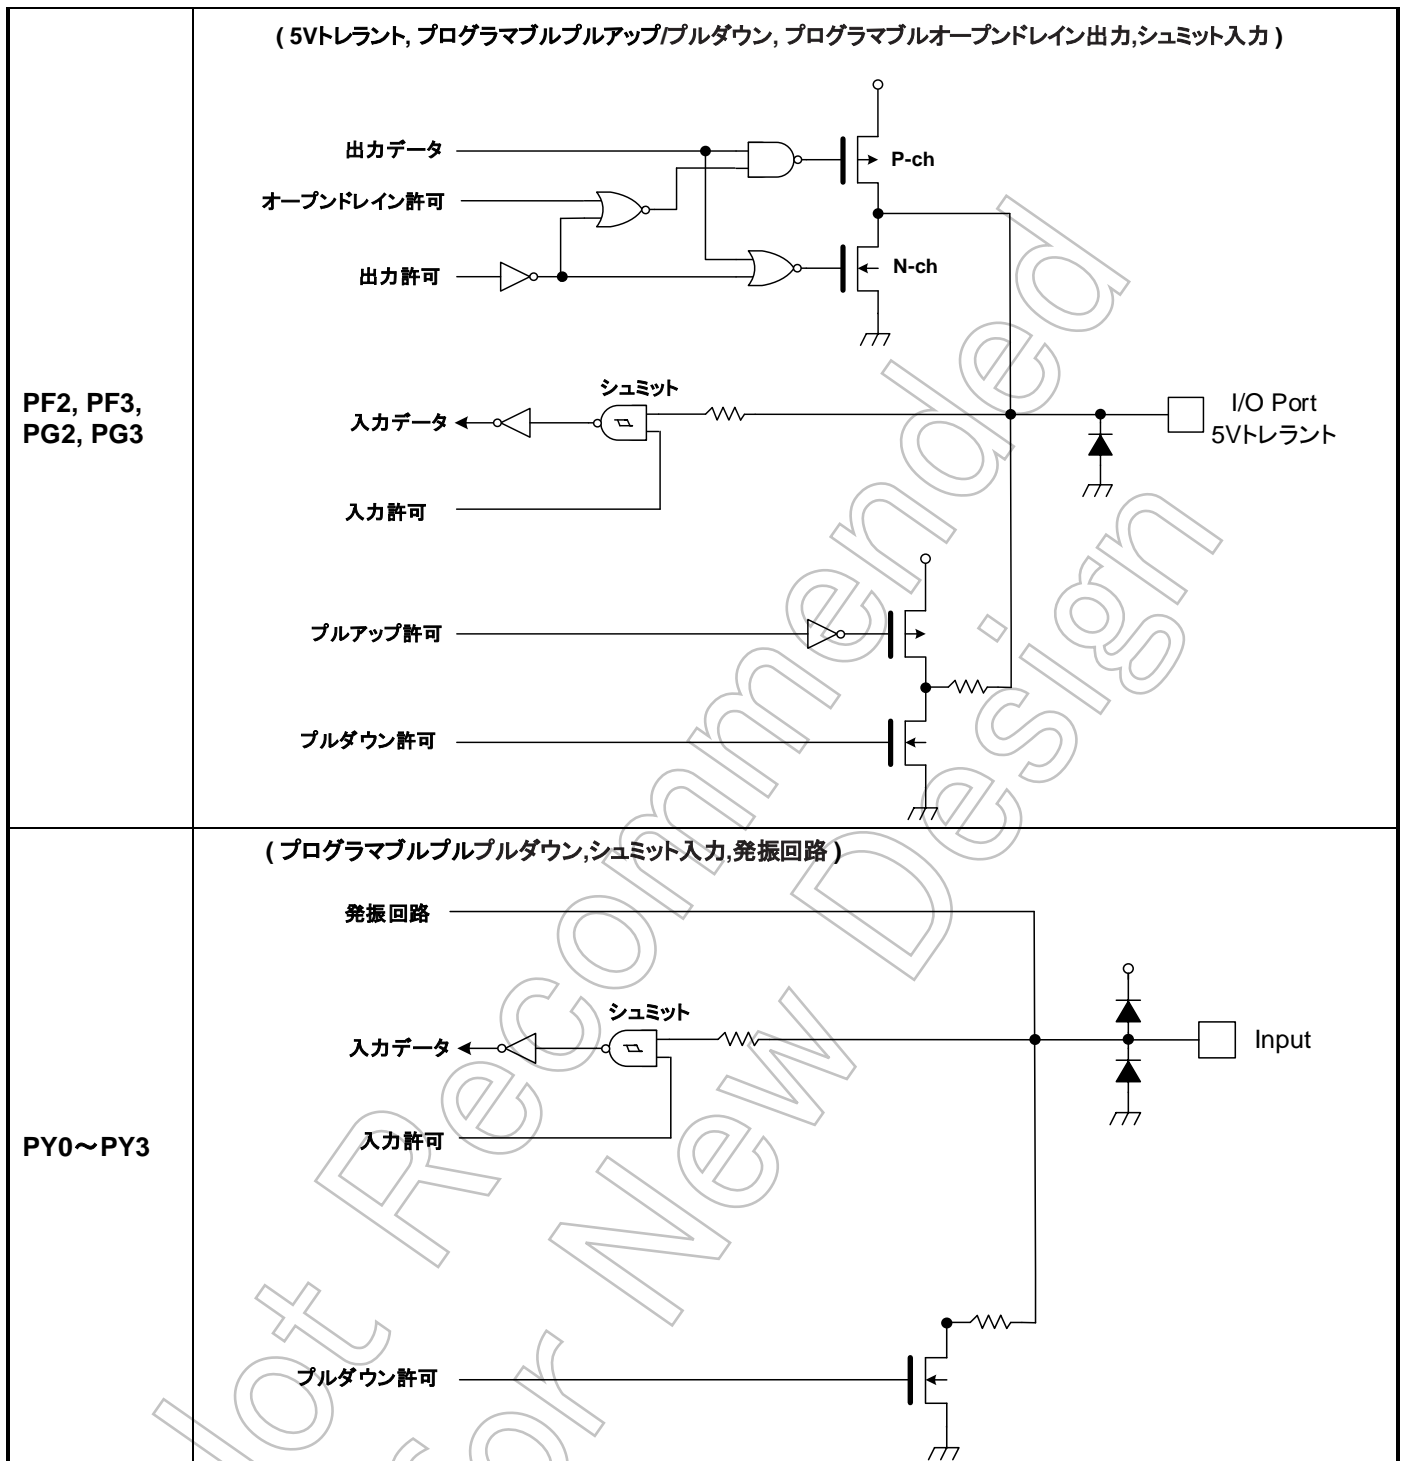 ( 5Vトレラント, プログラマブルプルアップ/プルダウン, プログラマブルオープンドレイン出力,シュミット入力 )
出力データ
P-ch
オープンドレイン許可
出力許可
N-ch
シュミット
PF2, PF3,
PG2, PG3
入力データ
I/O Port
5Vトレラント
入力許可
プルアップ許可
プルダウン許可
( プログラマブルプルプルダウン,シュミット入力,発振回路 )
発振回路
シュミット
入力データ
Input
入力許可
PY0～PY3
プルダウン許可
Not Recommended
for New Design